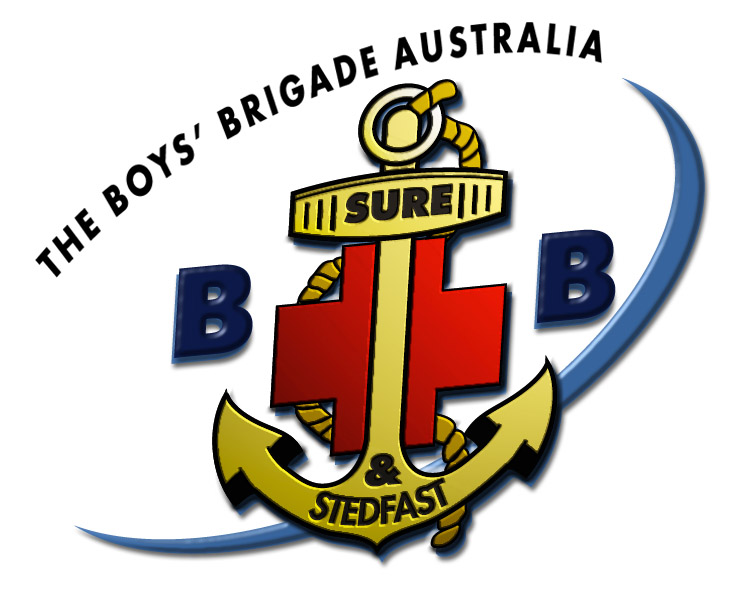 THE BOYS' BRIGADE AUSTRALIA
SURE
B B
&
STEDFAST